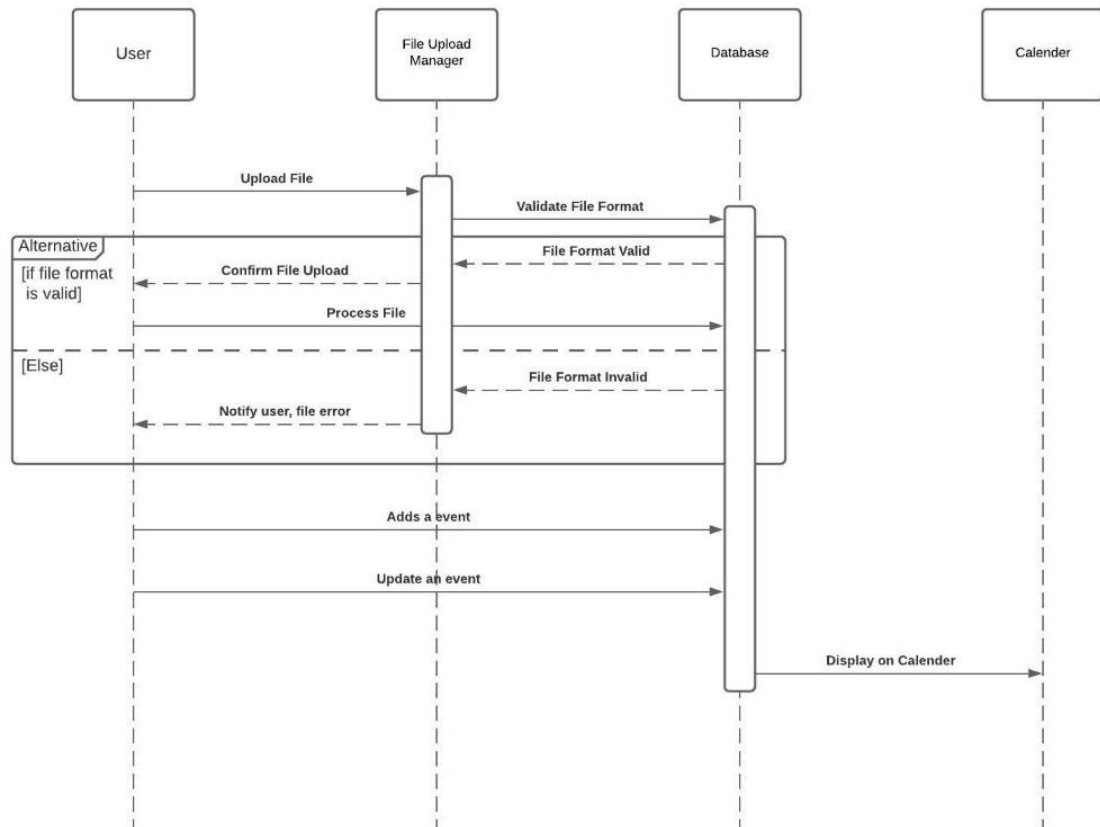 User
File Upload
Manager
Database
Calender
Upload File
Validate File Format
Alternative
[if file format
is valid]
File Format Valid
Confirm File Upload
Process File
[Else]
File Format Invalid
Notify user, file error
Adds a event
Update an event
Display on Calender